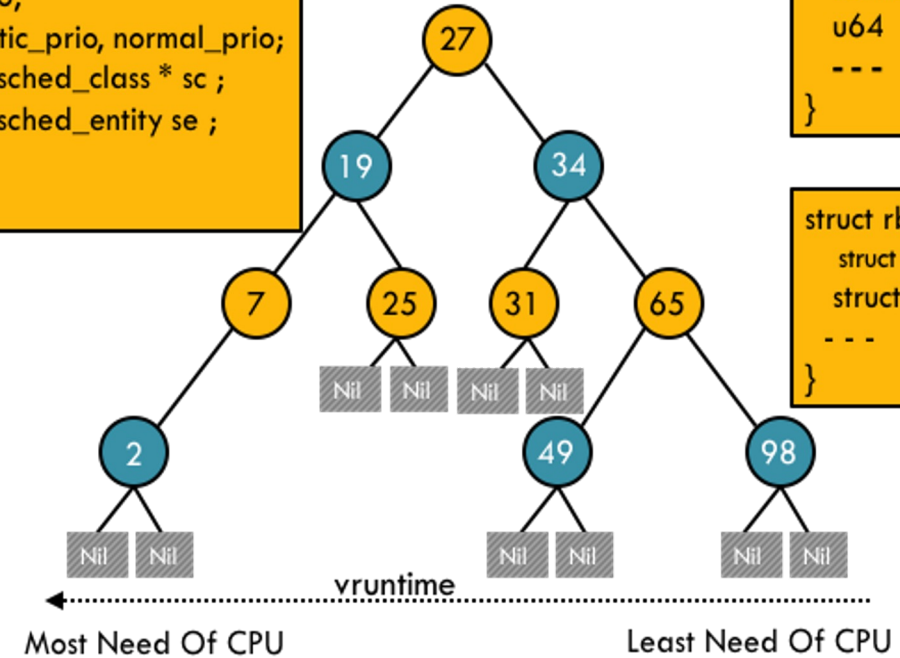 tic_prio, normal_prio;
sched_class * sc ;
sched_entity se ;
u64
---
}
27
19
34
struct
struct
struct
---
}
7
25
31
65
Nil
Nil
Nil
Nil
2
49
98
Nil
Nil
Nil
Nil
Nil
Nil
vruntime
Most Need Of CPU
Least Need Of CPU